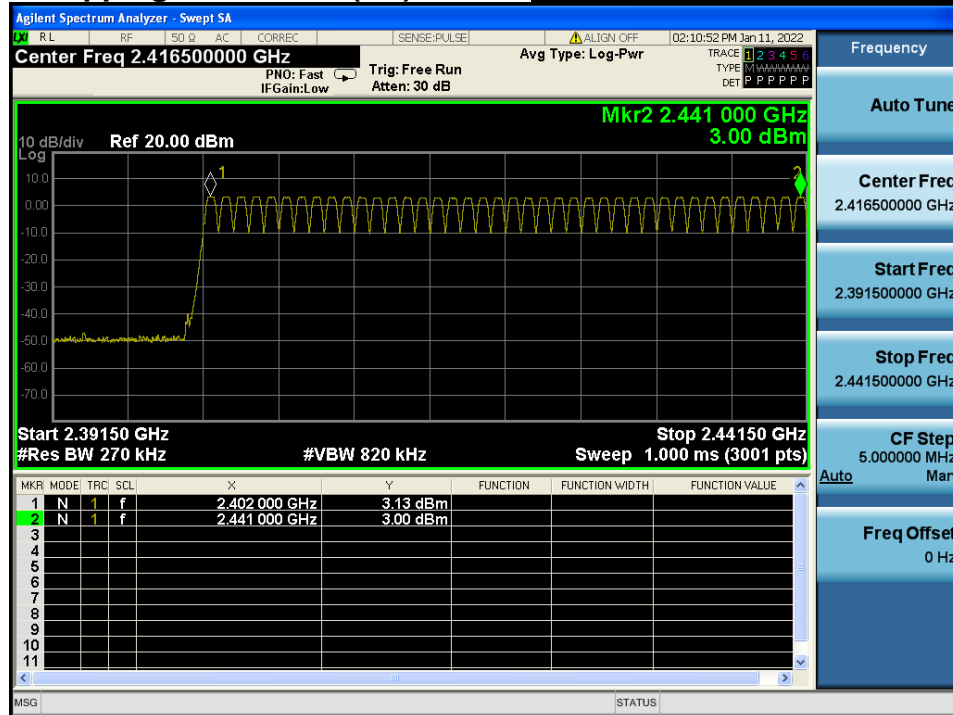 Agilent Spectrum Analyzer - Swept SA
LXI RL RF 50 Ω AC CORREC SENSE:PULSE ALIGN OFF 02:10:52 PM Jan 11, 2022
Center Freq 2.416500000 GHz
PNO: Fast
IFGain:Low
Trig: Free Run
Atten: 30 dB
Avg Type: Log-Pwr
TRACE 1 2 3 4 5 6
TYPE M WWWWW
DET P P P P P P
Mkr2 2.441 000 GHz
3.00 dBm
10 dB/div Ref 20.00 dBm
Log
10.0
0.00
-10.0
-20.0
-30.0
-40.0
-50.0
-60.0
-70.0
1
2
Start 2.39150 GHz Stop 2.44150 GHz
#Res BW 270 kHz #VBW 820 kHz Sweep 1.000 ms (3001 pts)
MKR MODE TRC SCL X Y FUNCTION FUNCTION WIDTH FUNCTION VALUE
1 N 1 f 2.402 000 GHz 3.13 dBm
2 N 1 f 2.441 000 GHz 3.00 dBm
3
4
5
6
7
8
9
10
11
MSG STATUS
Frequency
Auto Tune
Center Freq
2.416500000 GHz
Start Freq
2.391500000 GHz
Stop Freq
2.441500000 GHz
CF Step
5.000000 MHz
Auto Man
Freq Offset
0 Hz